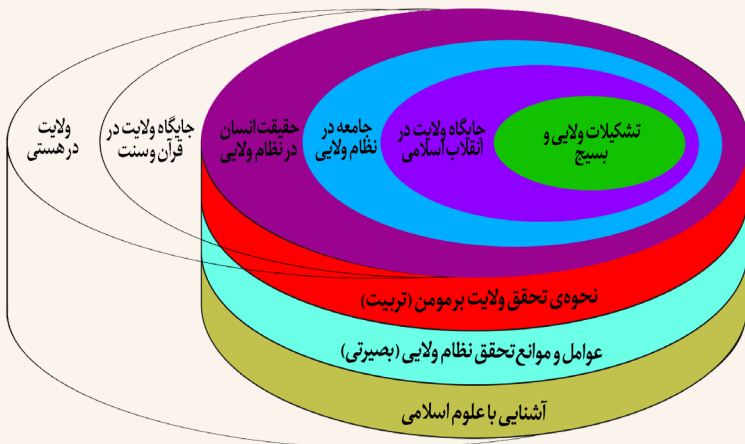 ولایت
در هستی
جایگاه ولایت در
قرآن وسنت
حقیقت انسان
در نظام ولایی
جامعه در
نظام ولایی
جایگاه ولایت در
انقلاب اسلامی
تشکیلات ولایی و
بسیج
نحوه‌ی تحقق ولایت بر مومن (تربیت)
عوامل و موانع تحقق نظام ولایی (بصیرتی)
آشنایی با علوم اسلامی